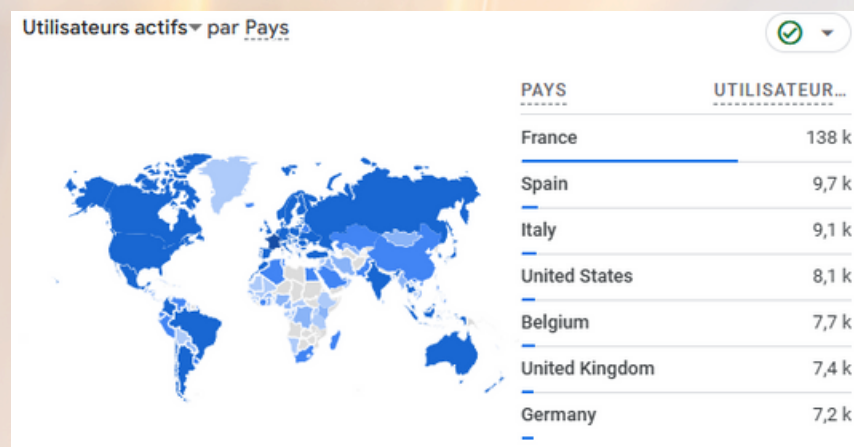 Utilisateurs actifs par Pays
PAYS UTILISATEUR...
France 138 k
Spain 9,7 k
Italy 9,1 k
United States 8,1 k
Belgium 7,7 k
United Kingdom 7,4 k
Germany 7,2 k